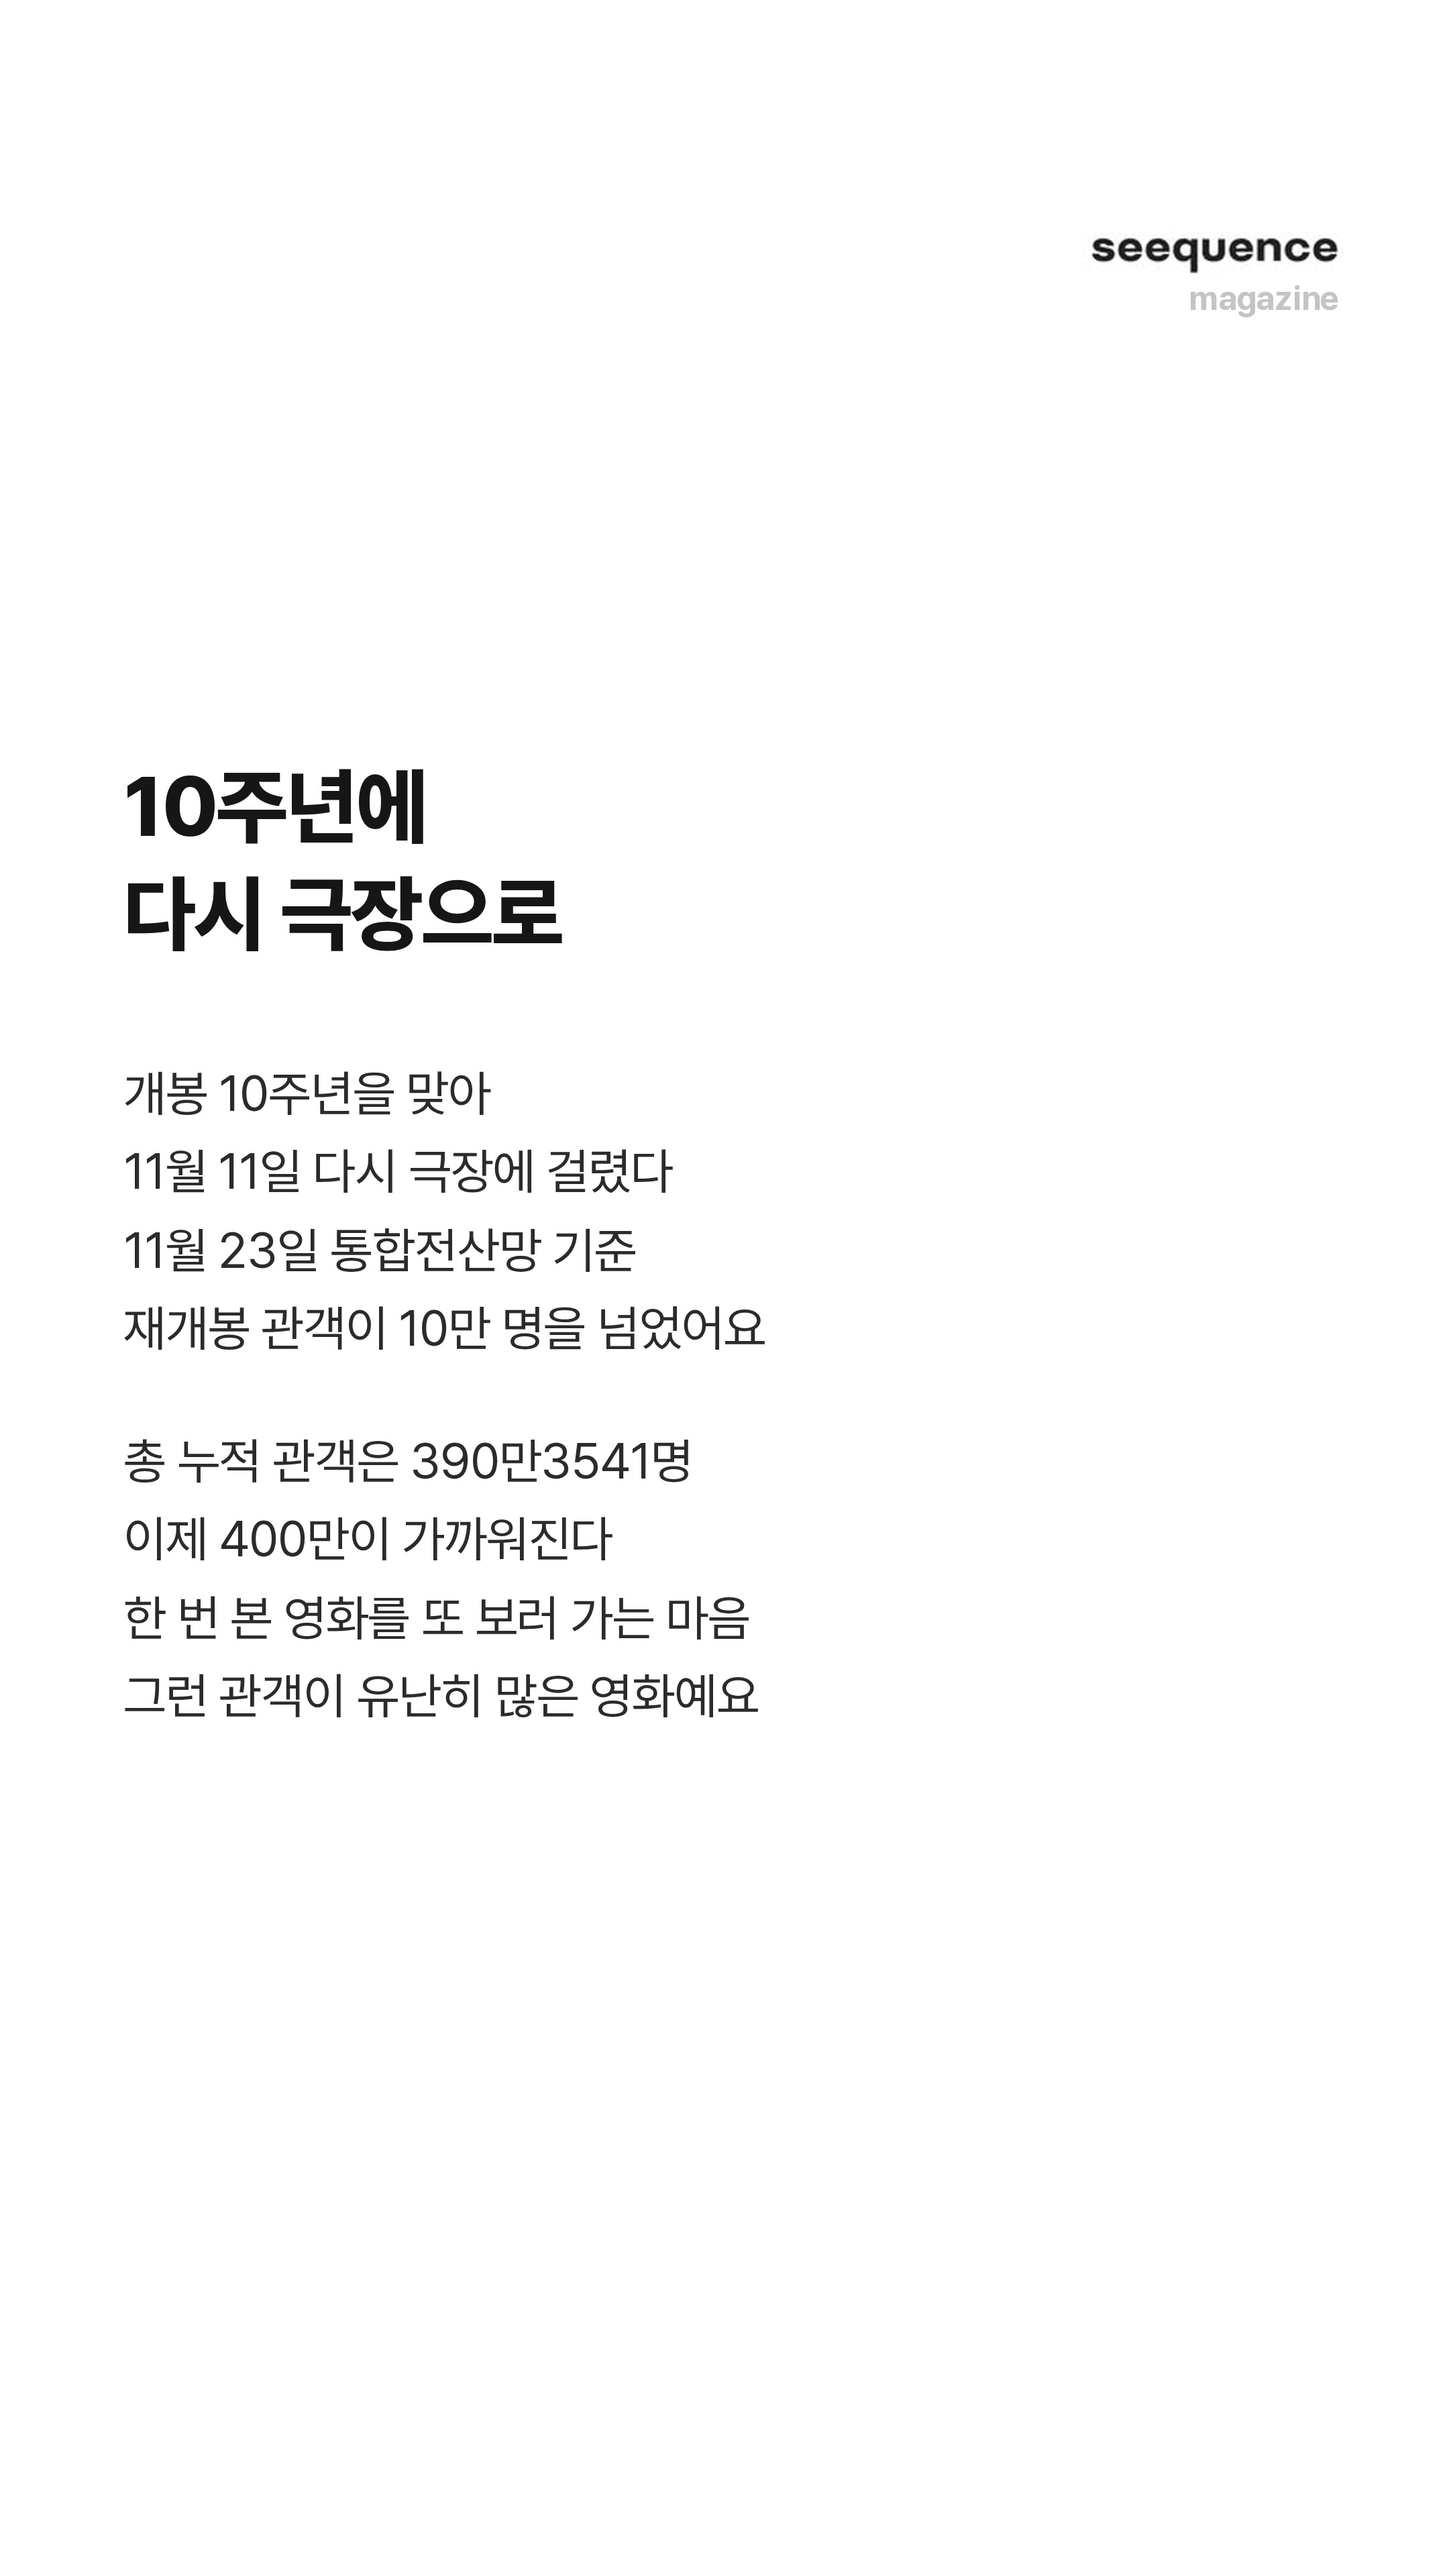 seequence
magazine
10주년에
다시 극장으로
개봉 10주년을 맞아
11월 11일 다시 극장에 걸렸다
11월 23일 통합전산망 기준
재개봉 관객이 10만 명을 넘었어요
총 누적 관객은 390만3541명
이제 400만이 가까워진다
한 번 본 영화를 또 보러 가는 마음
그런 관객이 유난히 많은 영화예요